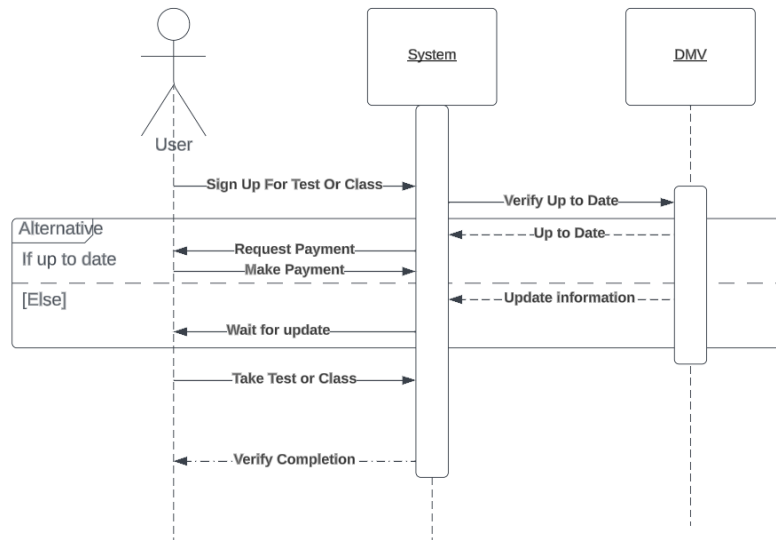 System
DMV
User
Sign Up For Test Or Class
Verify Up to Date
Alternative
Up to Date
If up to date
Request Payment
Make Payment
[Else]
Update information
Wait for update
Take Test or Class
Verify Completion